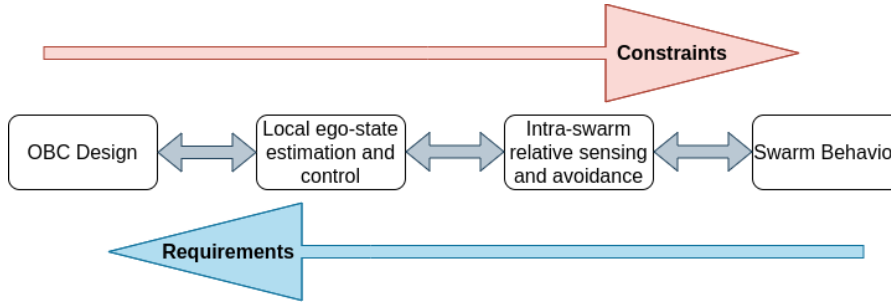 Constraints
OBC Design
Local ego-state
estimation and
control
Intra-swarm
relative sensing
and avoidance
Swarm Behavio
Requirements